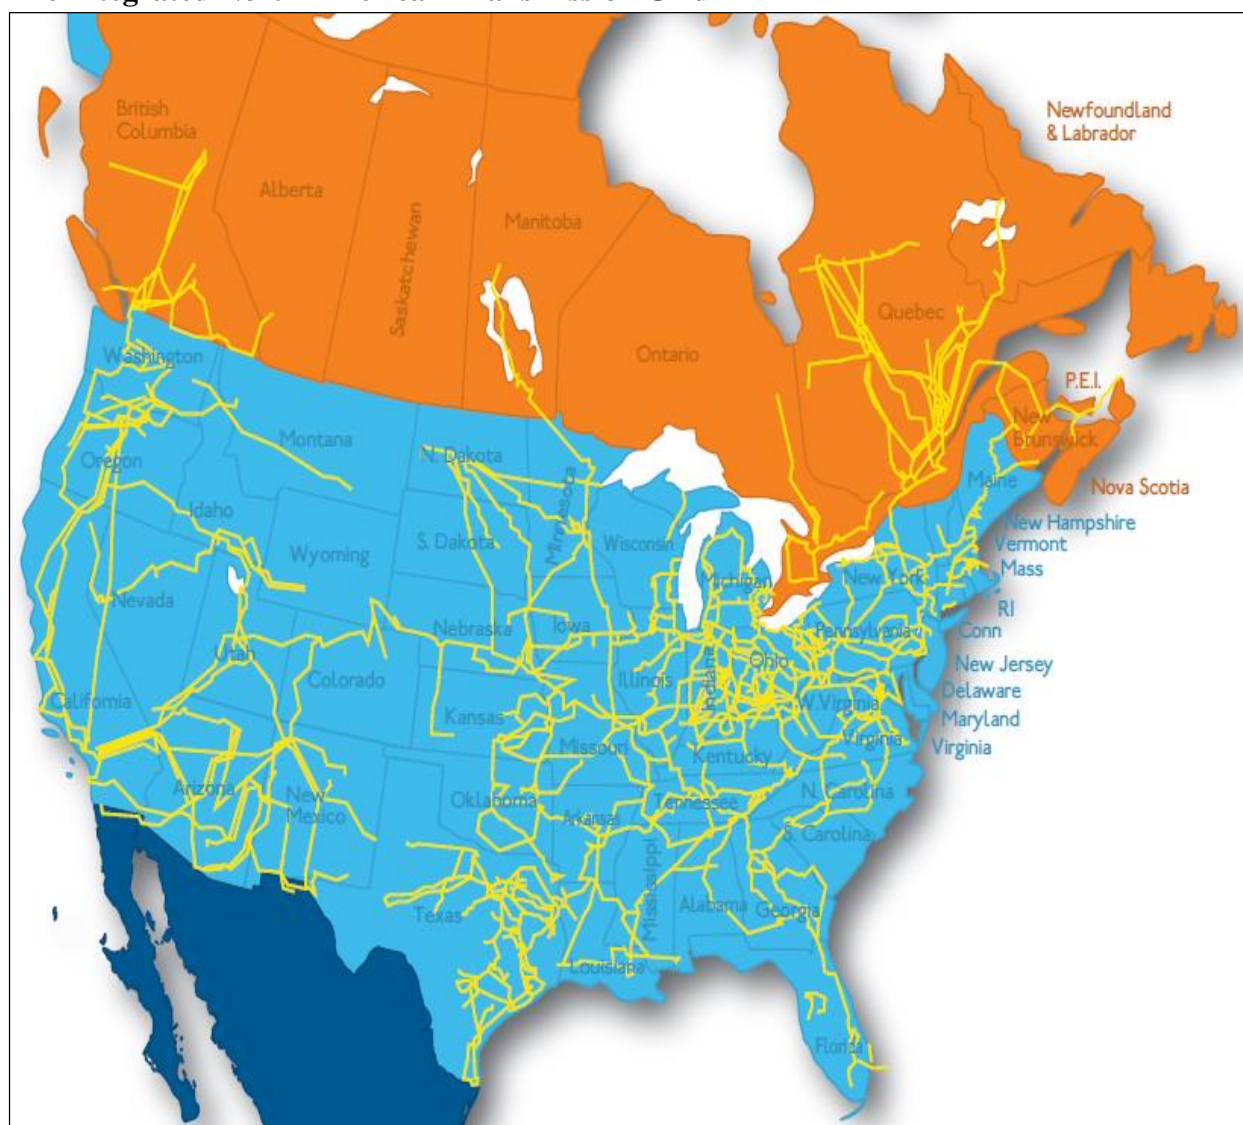 British
Columbia
Alberta
Saskatchewan
Manitoba
Ontario
Quebec
Newfoundland
& Labrador
P.E.I.
New
Brunswick
Nova Scotia
Washington
Oregon
Montana
Idaho
Wyoming
N. Dakota
S. Dakota
Minnesota
Wisconsin
Michigan
Maine
New Hampshire
Vermont
Mass
New York
RI
Conn
Nevada
Utah
Colorado
Nebraska
Iowa
Illinois
Indiana
Ohio
Pennsylvania
New Jersey
Delaware
Maryland
Virginia
California
Kansas
Missouri
Kentucky
W. Virginia
Virginia
Arizona
New
Mexico
Oklahoma
Arkansas
Tennessee
N. Carolina
S. Carolina
Mississippi
Alabama
Georgia
Texas
Louisiana
Florida